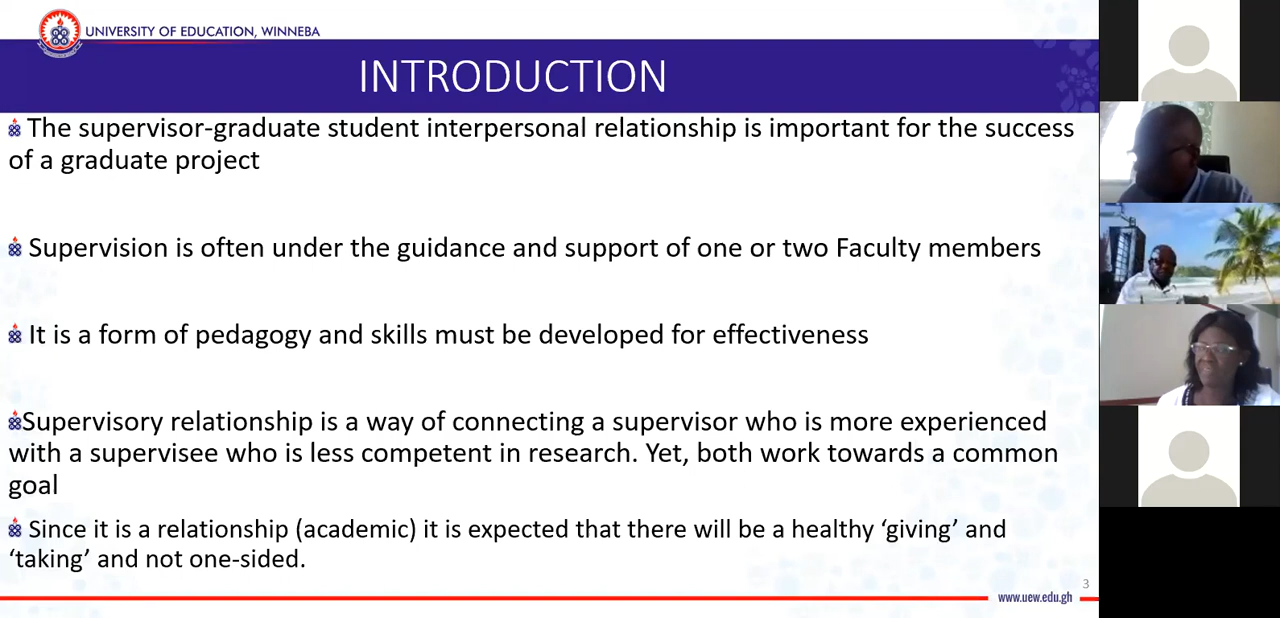 UNIVERSITY OF EDUCATION, WINNEBA
INTRODUCTION
The supervisor-graduate student interpersonal relationship is important for the success
of a graduate project
Supervision is often under the guidance and support of one or two Faculty members
It is a form of pedagogy and skills must be developed for effectiveness
Supervisory relationship is a way of connecting a supervisor who is more experienced
with a supervisee who is less competent in research. Yet, both work towards a common
goal
Since it is a relationship (academic) it is expected that there will be a healthy ‘giving’ and
‘taking’ and not one-sided.
3
www.uew.edu.gh